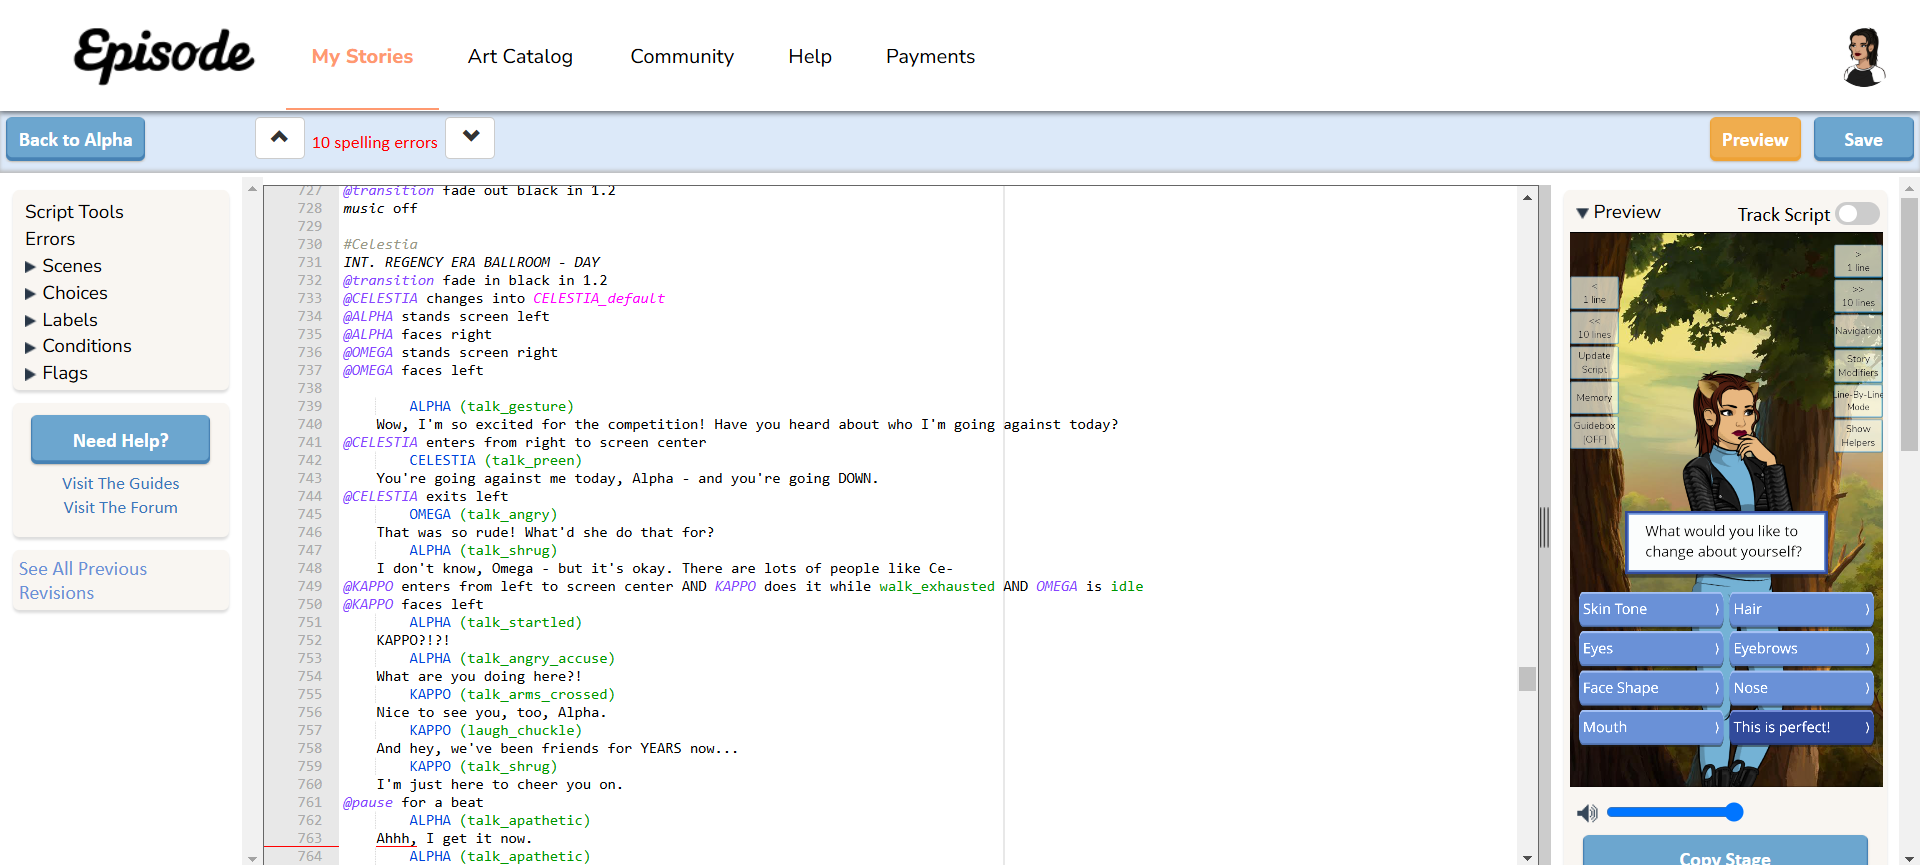 Episode
My Stories
Art Catalog
Community
Help
Payments
Back to Alpha
10 spelling errors
Preview
Save
Script Tools
Errors
Scenes
Choices
Labels
Conditions
Flags
Need Help?
Visit The Guides
Visit The Forum
See All Previous
Revisions
727 @transition fade out black in 1.2
728 music off
729
730 #Celestia
731 INT. REGENCY ERA BALLROOM - DAY
732 @transition fade in black in 1.2
733 @CELESTIA changes into CELESTIA_default
734 @ALPHA stands screen left
735 @ALPHA faces right
736 @OMEGA stands screen right
737 @OMEGA faces left
738
739 ALPHA (talk_gesture)
740 Wow, I'm so excited for the competition! Have you heard about who I'm going against today?
741 @CELESTIA enters from right to screen center
742 CELESTIA (talk_preen)
743 You're going against me today, Alpha - and you're going DOWN.
744 @CELESTIA exits left
745 OMEGA (talk_angry)
746 That was so rude! What'd she do that for?
747 ALPHA (talk_shrug)
748 I don't know, Omega - but it's okay. There are lots of people like Ce-
749 @KAPPO enters from left to screen center AND KAPPO does it while walk_exhausted AND OMEGA is idle
750 @KAPPO faces left
751 ALPHA (talk_startled)
752 KAPPO?!?!
753 ALPHA (talk_angry_accuse)
754 What are you doing here?!
755 KAPPO (talk_arms_crossed)
756 Nice to see you, too, Alpha.
757 KAPPO (laugh_chuckle)
758 And hey, we've been friends for YEARS now...
759 KAPPO (talk_shrug)
760 I'm just here to cheer you on.
761 @pause for a beat
762 ALPHA (talk_apathetic)
763 Ahhh, I get it now.
764 ALPHA (talk_apathetic)
Preview
Track Script
<
1 line
<<
10 lines
Update
Script
Memory
Guidebox
[OFF]
>
1 line
>>
10 lines
Navigation
Story
Modifiers
Line-By-Line
Mode
Show
Helpers
What would you like to
change about yourself?
Skin Tone
Hair
Eyes
Eyebrows
Face Shape
Nose
Mouth
This is perfect!
Copy Stage